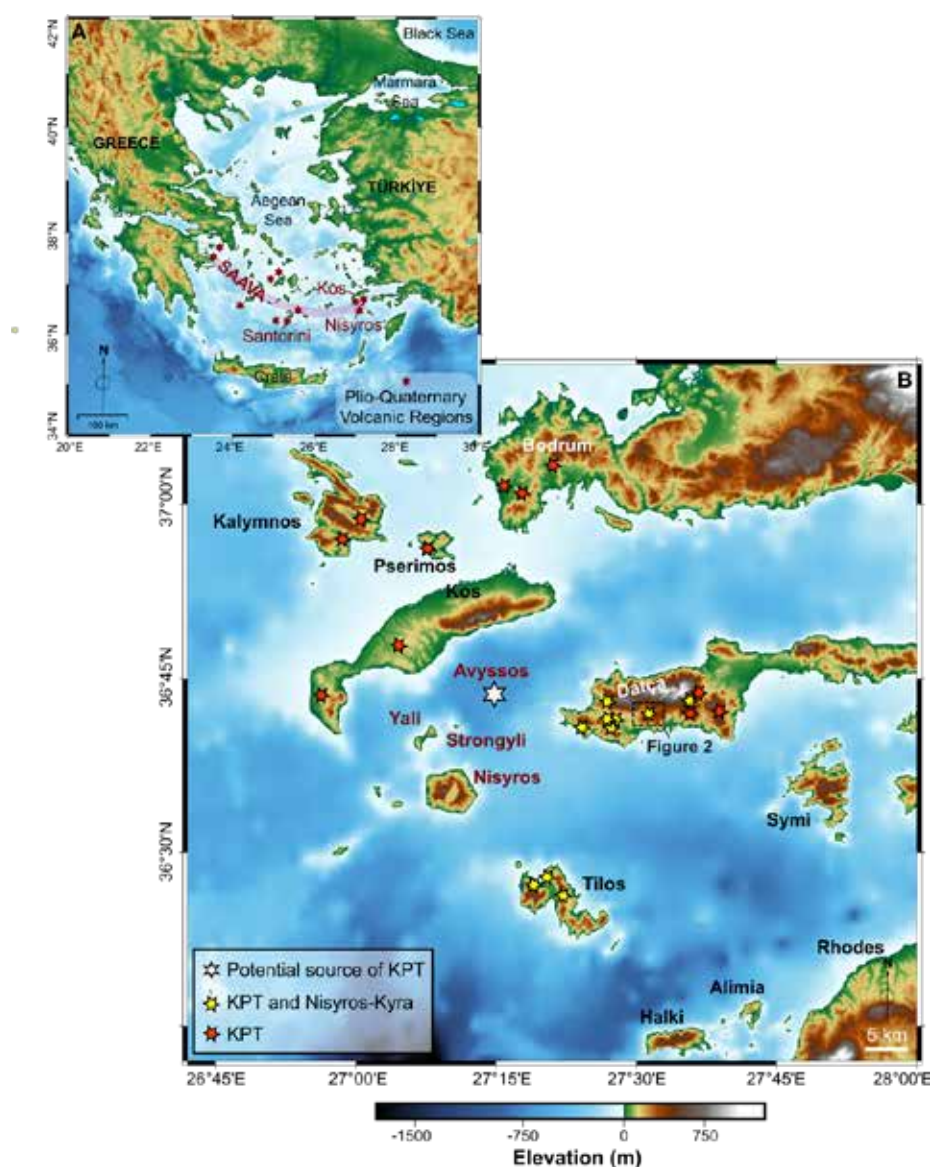 A
Black Sea
Marmara
Sea
GREECE
TÜRKİYE
Aegean
Sea
SAAVA
Kos
Nisyros
Santorini
Crete
N
100 km
Plio-Quaternary
Volcanic Regions
42°N
40°N
38°N
36°N
34°N
20°E
22°E
24°E
26°E
28°E
30°E
B
Bodrum
Kalymnos
Pserimos
Kos
Avyssos
Datça
Yali
Strongyli
Figure 2
Nisyros
Symi
Tilos
Rhodes
N
Alimia
Halki
5 km
37°00'N
36°45'N
36°30'N
Potential source of KPT
KPT and Nisyros-Kyra
KPT
26°45'E
27°00'E
27°15'E
27°30'E
27°45'E
28°00'E
-1500
-750
0
750
Elevation (m)